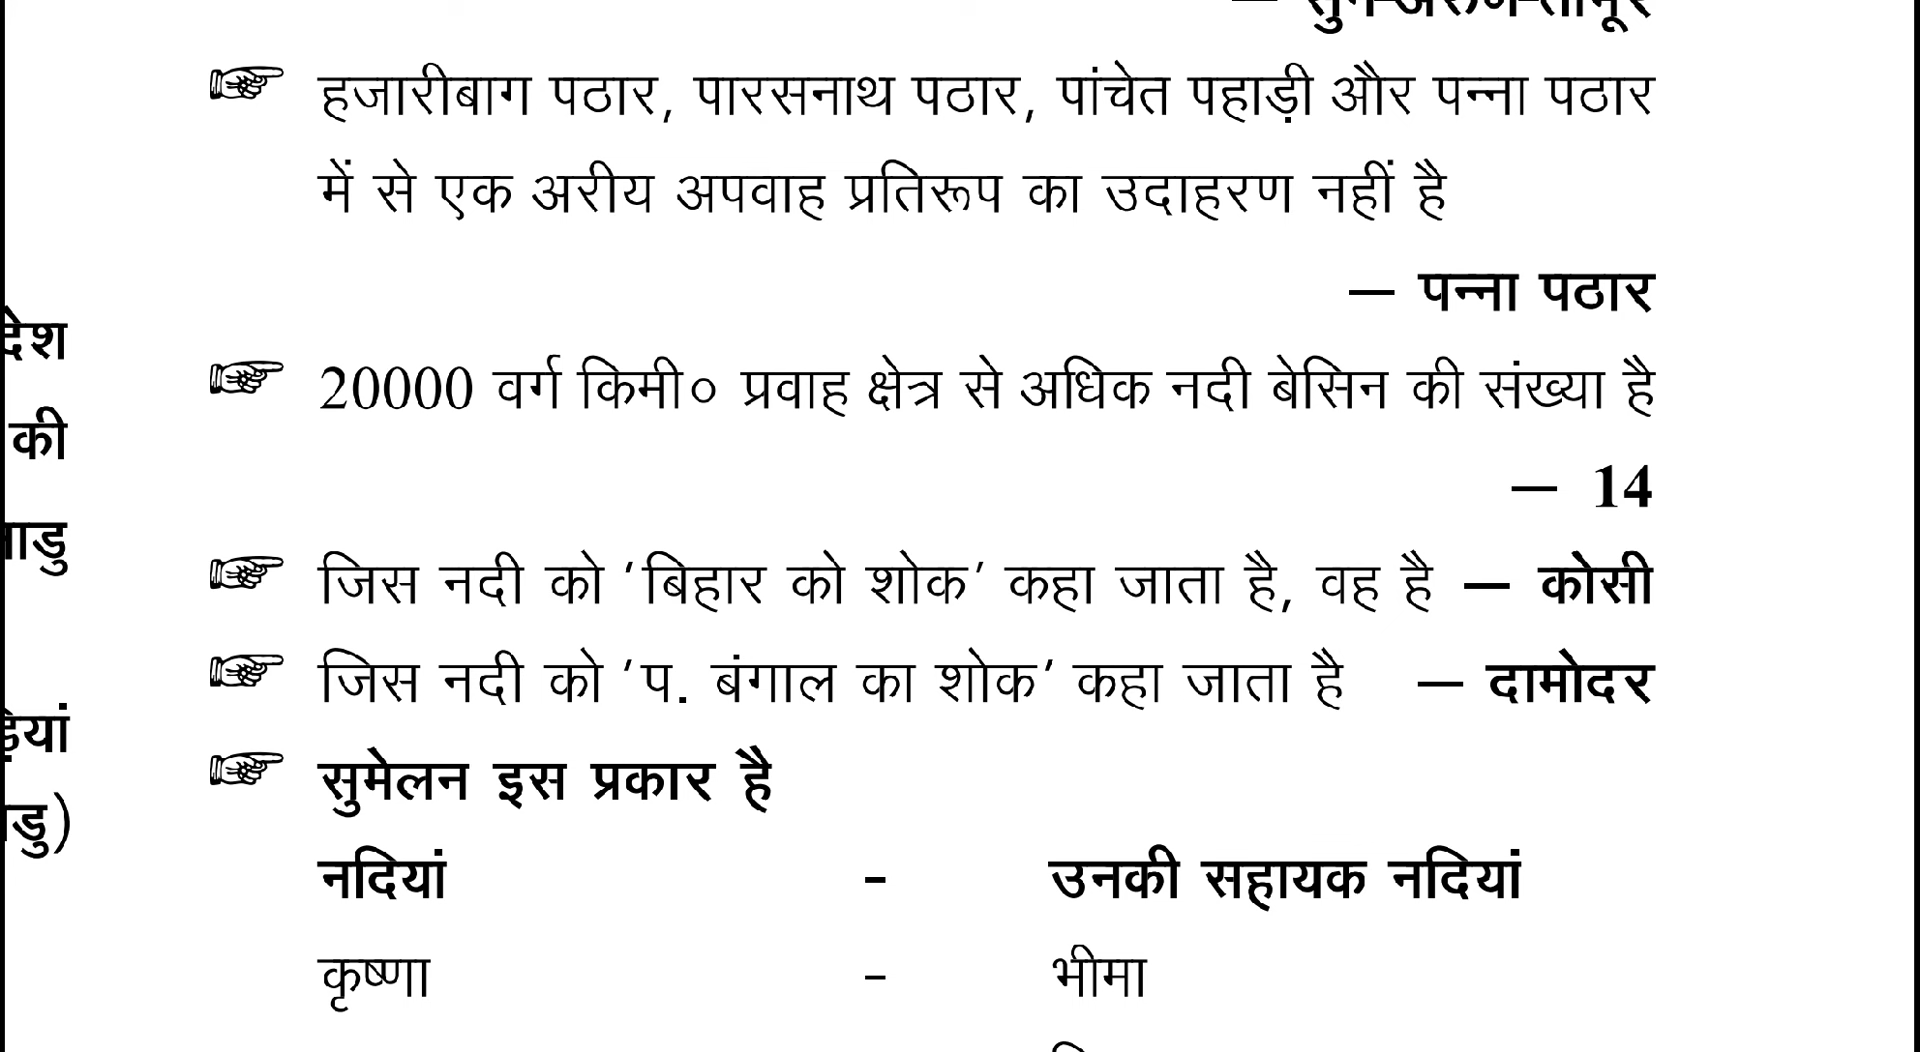 हजारीबाग पठार, पारसनाथ पठार, पांचेत पहाड़ी और पन्ना पठार
में से एक अरीय अपवाह प्रतिरूप का उदाहरण नहीं है
— पन्ना पठार
देश
20000 वर्ग किमी० प्रवाह क्षेत्र से अधिक नदी बेसिन की संख्या है
की
— 14
जिस नदी को ‘बिहार को शोक’ कहा जाता है, वह है — कोसी
जिस नदी को ‘प. बंगाल का शोक’ कहा जाता है — दामोदर
सुमेलन इस प्रकार है
नदियां - उनकी सहायक नदियां
कृष्णा - भीमा